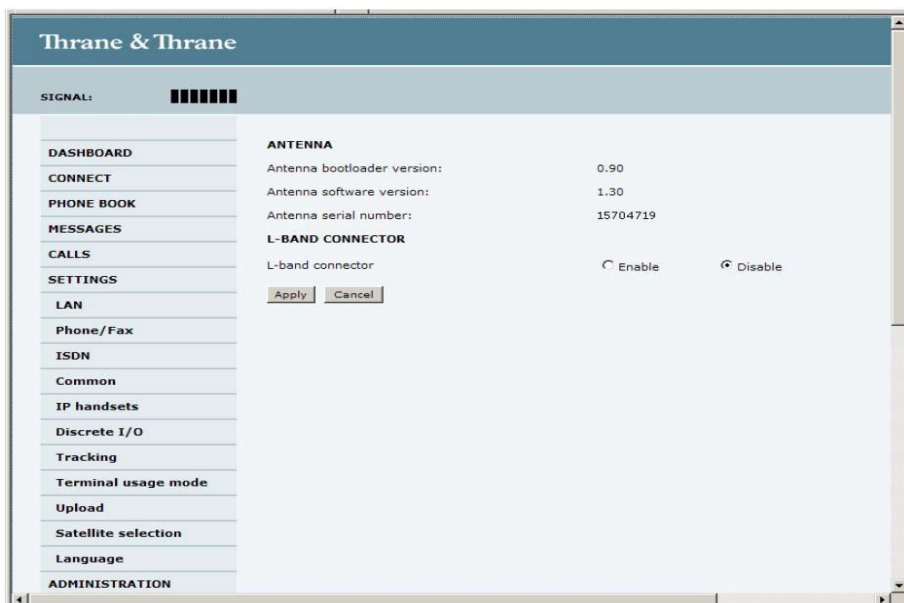 Thrane & Thrane
SIGNAL:
DASHBOARD
CONNECT
PHONE BOOK
MESSAGES
CALLS
SETTINGS
LAN
Phone/Fax
ISDN
Common
IP handsets
Discrete I/O
Tracking
Terminal usage mode
Upload
Satellite selection
Language
ADMINISTRATION
ANTENNA
Antenna bootloader version: 0.90
Antenna software version: 1.30
Antenna serial number: 15704719
L-BAND CONNECTOR
L-band connector Enable Disable
Apply Cancel